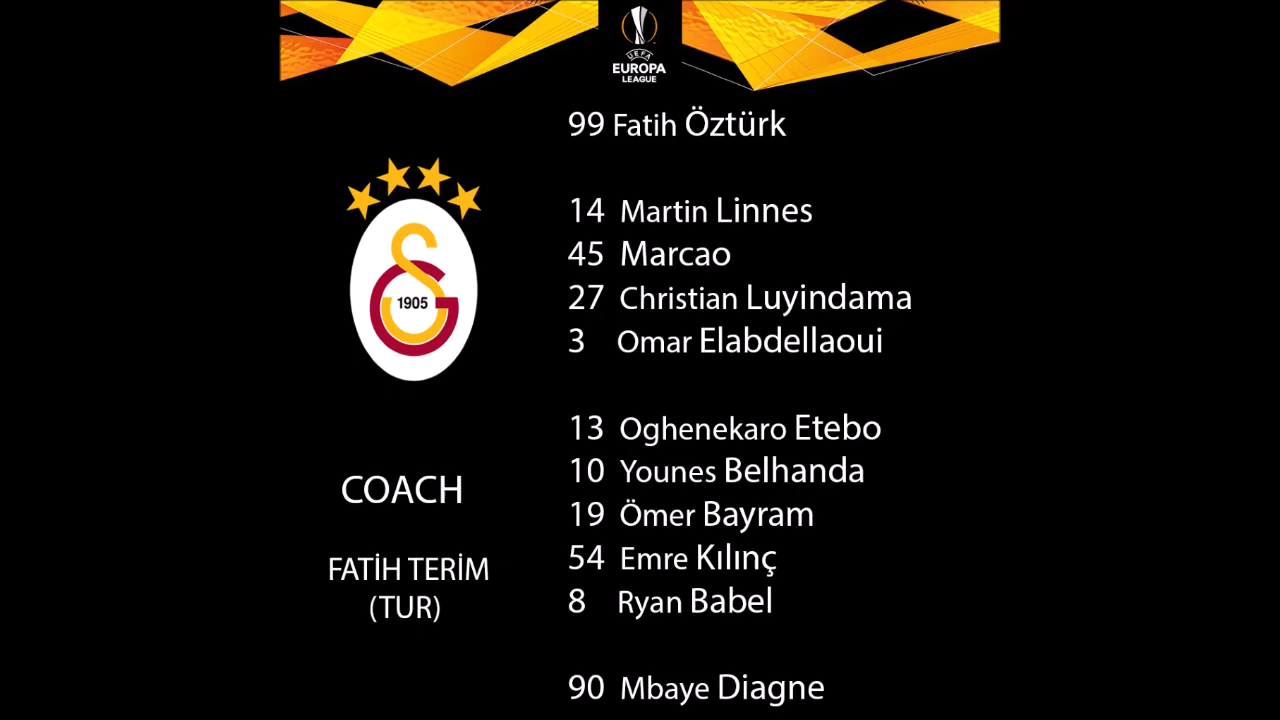 UEFA
EUROPA
LEAGUE
99 Fatih Öztürk
14 Martin Linnes
45 Marcao
27 Christian Luyindama
3 Omar Elabdellaoui
1905
13 Oghenekaro Etebo
10 Younes Belhanda
19 Ömer Bayram
54 Emre Kılınç
8 Ryan Babel
90 Mbaye Diagne
COACH
FATİH TERİM
(TUR)